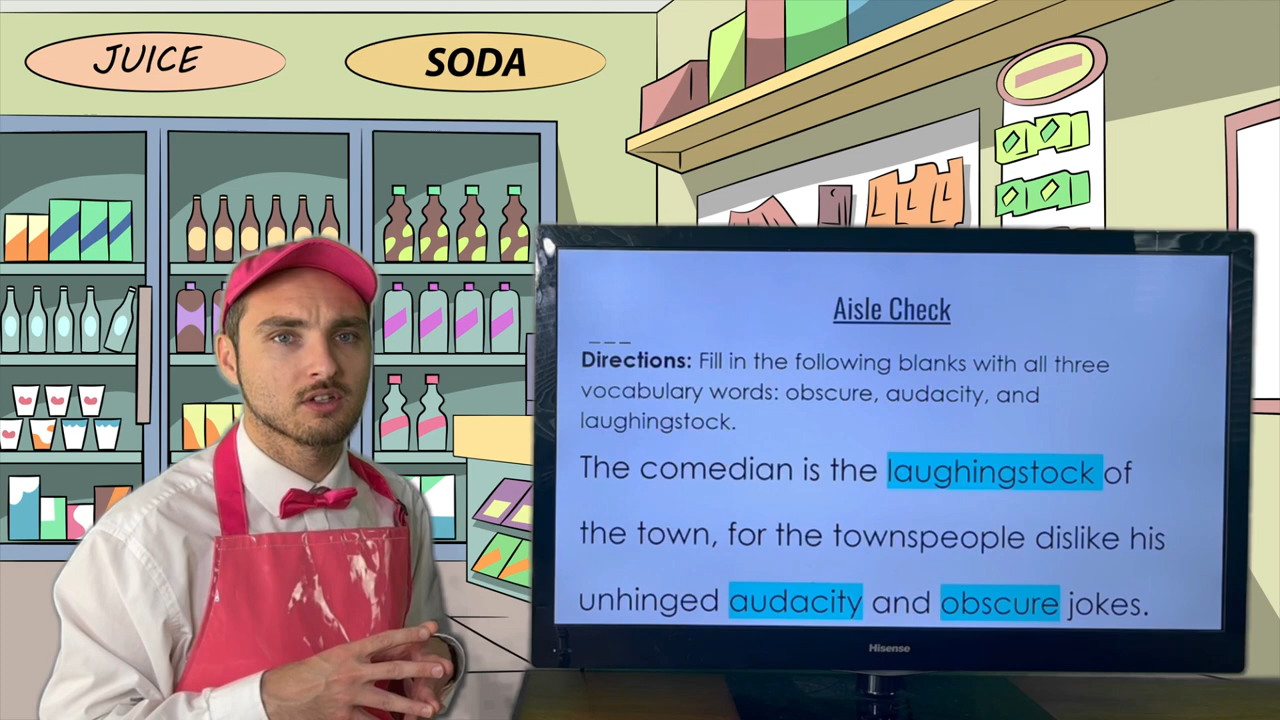 JUICE
SODA
Aisle Check
Directions: Fill in the following blanks with all three
vocabulary words: obscure, audacity, and
laughingstock.
The comedian is the laughingstock of
the town, for the townspeople dislike his
unhinged audacity and obscure jokes.
Hisense